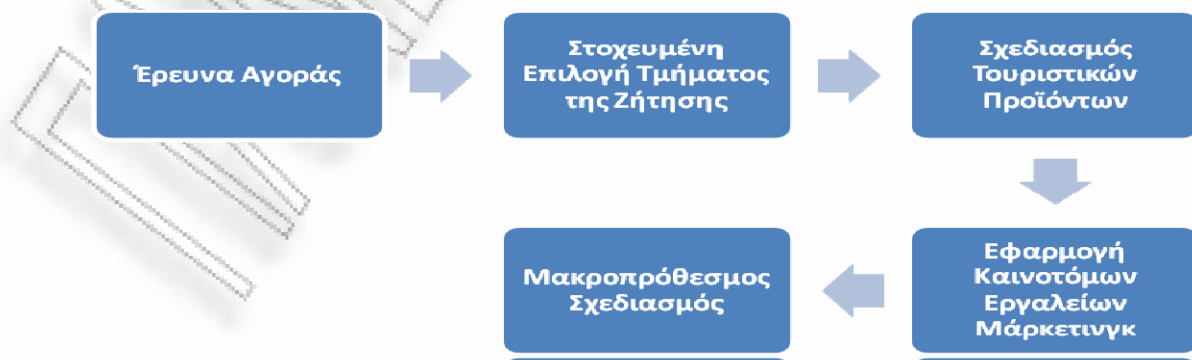 Έρευνα Αγοράς
Στοχευμένη
Επιλογή Τμήματος
της Ζήτησης
Σχεδιασμός
Τουριστικών
Προϊόντων
Εφαρμογή
Καινοτόμων
Εργαλείων
Μάρκετινγκ
Μακροπρόθεσμος
Σχεδιασμός